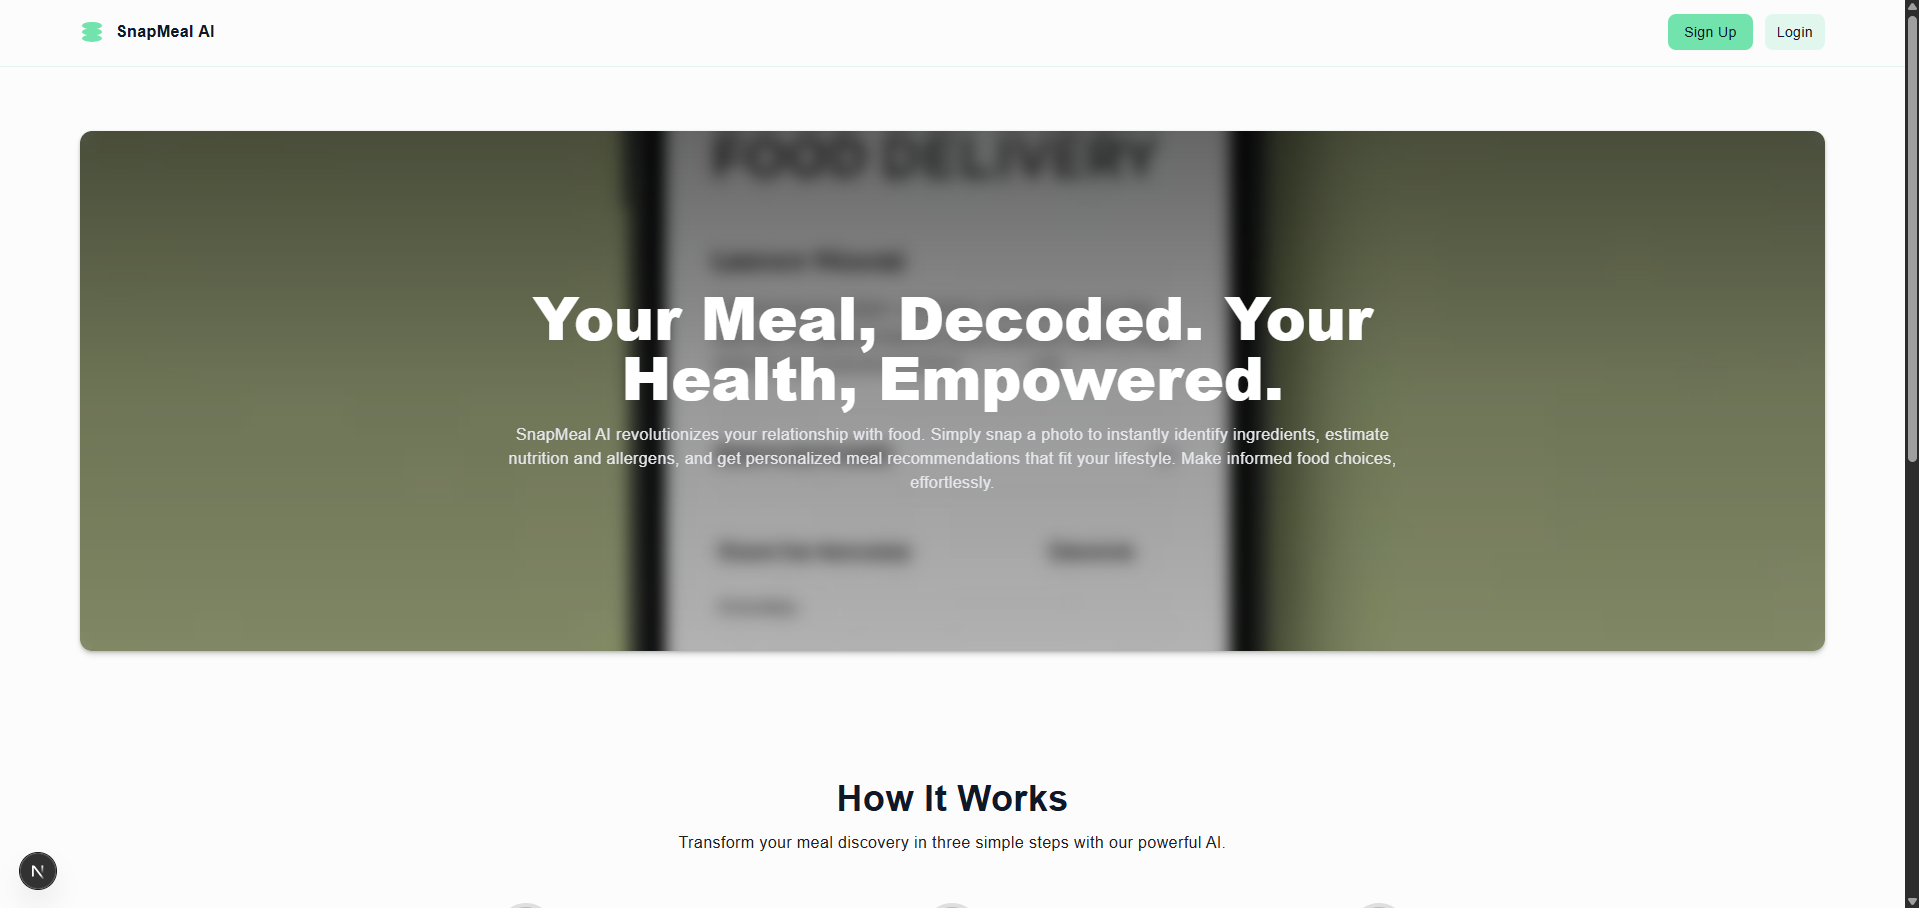 SnapMeal AI
Sign Up
Login
FOOD DELIVERY
Your Meal, Decoded. Your
Health, Empowered.
SnapMeal AI revolutionizes your relationship with food. Simply snap a photo to instantly identify ingredients, estimate
nutrition and allergens, and get personalized meal recommendations that fit your lifestyle. Make informed food choices,
effortlessly.
How It Works
Transform your meal discovery in three simple steps with our powerful AI.
N